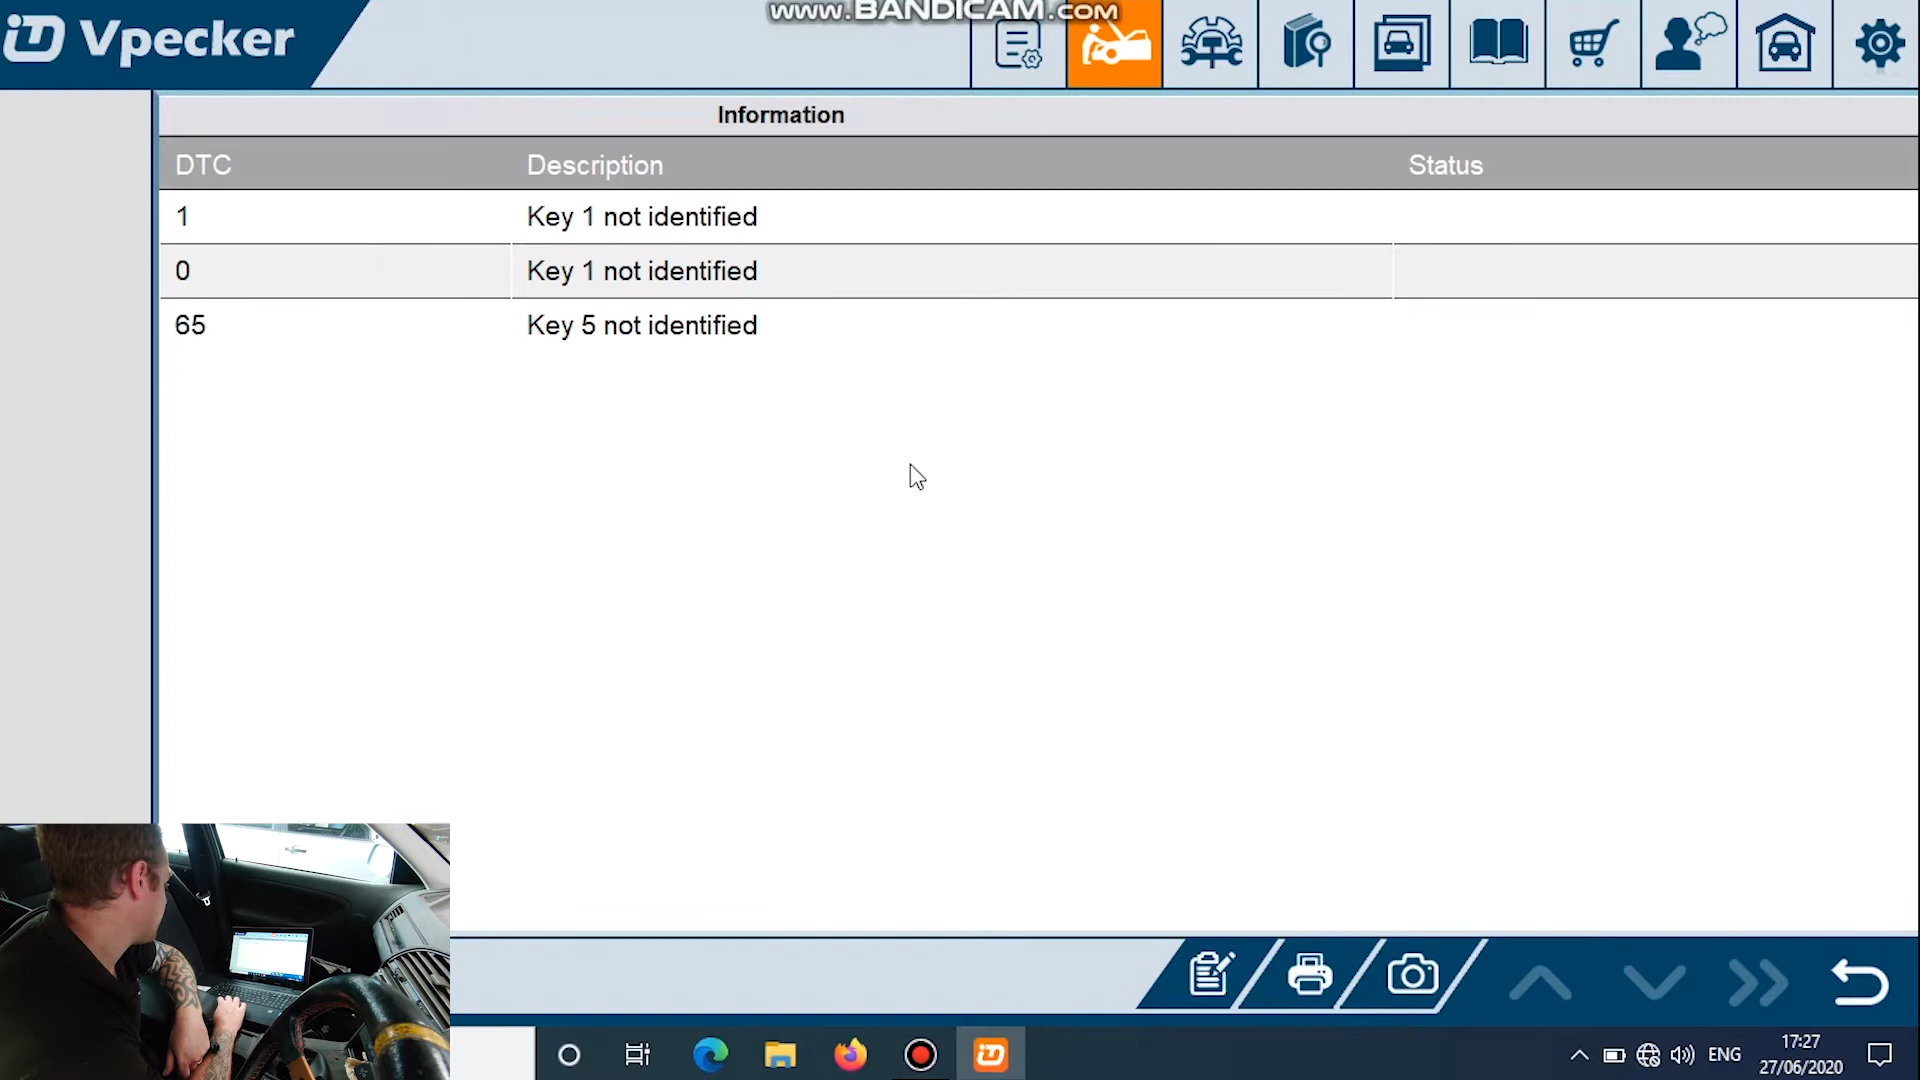 www.BANDICAM.com
Vpecker
Information
DTC Description Status
1 Key 1 not identified
0 Key 1 not identified
65 Key 5 not identified
ENG
17:27
27/06/2020